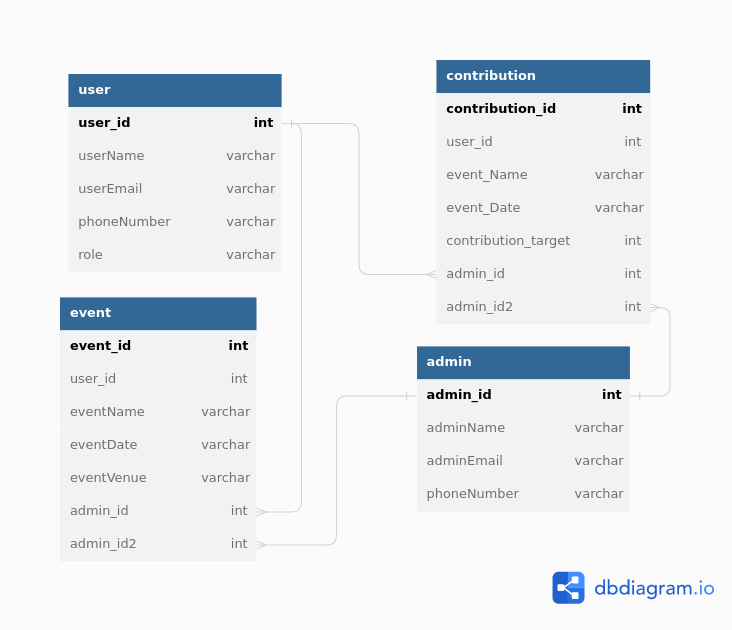 user
user_id int
userName varchar
userEmail varchar
phoneNumber varchar
role varchar
event
event_id int
user_id int
eventName varchar
eventDate varchar
eventVenue varchar
admin_id int
admin_id2 int
contribution
contribution_id int
user_id int
event_Name varchar
event_Date varchar
contribution_target int
admin_id int
admin_id2 int
admin
admin_id int
adminName varchar
adminEmail varchar
phoneNumber varchar
dbdiagram.io